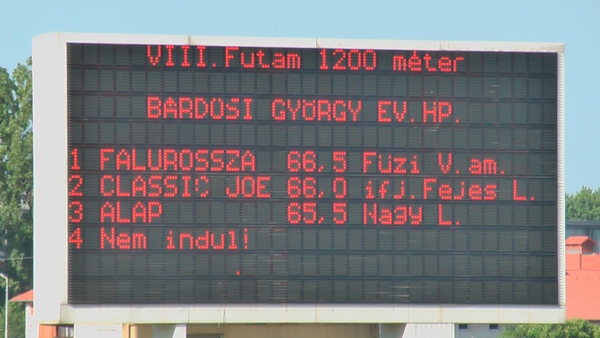 VIII.Futam 1200 méter
BÁRDOSI GYÖRGY EV.HP.
1 FALUROSSZA 66,5 Füzi V.am.
2 CLASSIC JOE 66,0 ifj.Fejes L.
3 ALAP 65,5 Nagy L.
4 Nem indul!